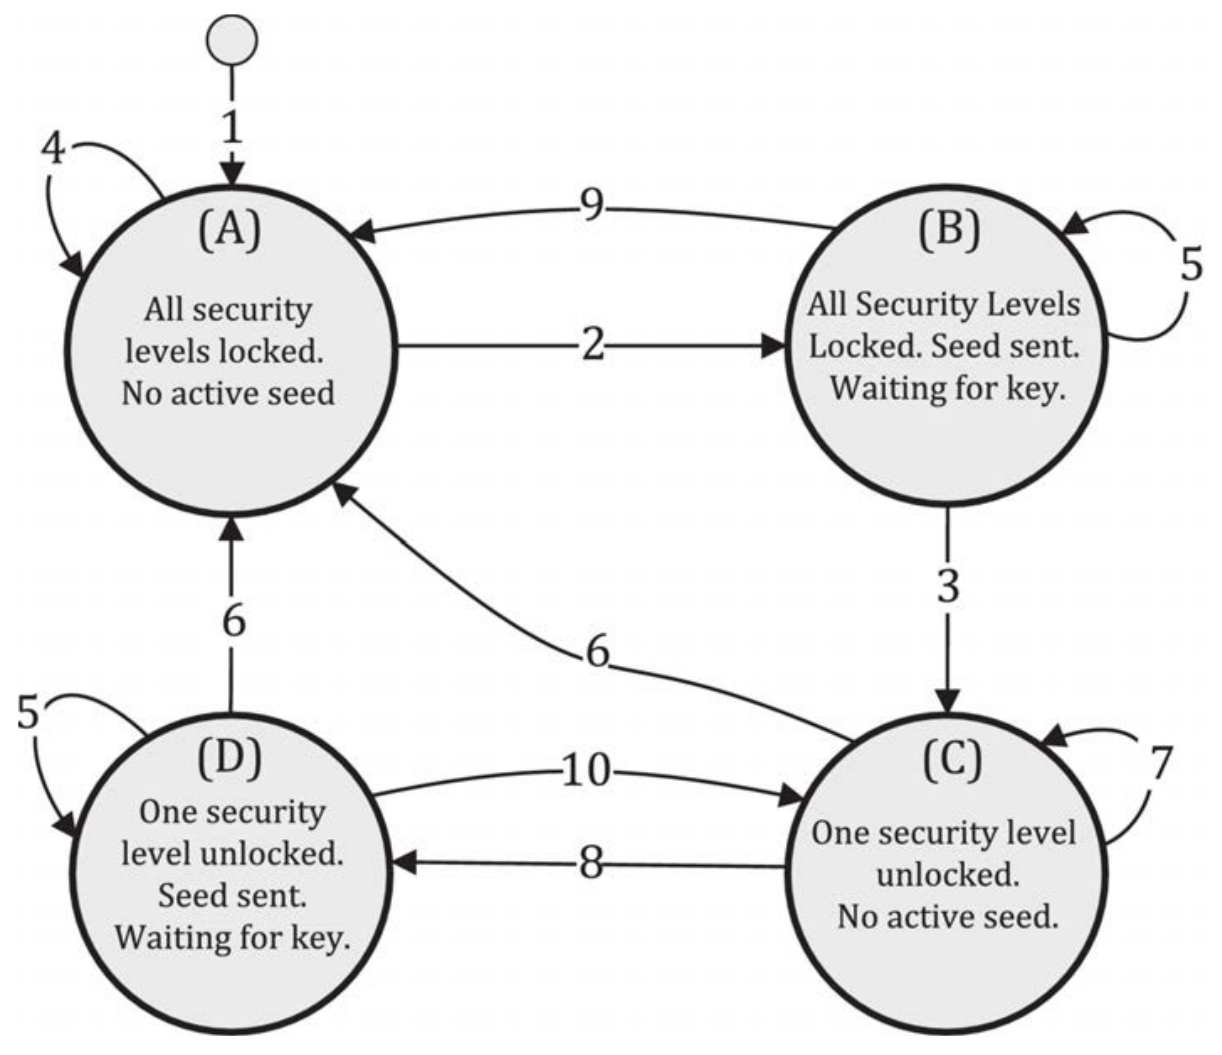 1
4
(A)
All security
levels locked.
No active seed
9
2
(B)
All Security Levels
Locked. Seed sent.
Waiting for key.
5
3
6
6
5
(D)
One security
level unlocked.
Seed sent.
Waiting for key.
10
8
(C)
One security level
unlocked.
No active seed.
7